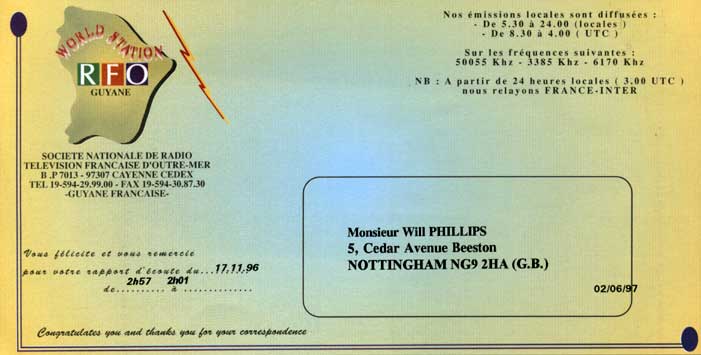 WORLD STATION
RFO
GUYANE
SOCIETE NATIONALE DE RADIO
TELEVISION FRANCAISE D'OUTRE-MER
B .P 7013 - 97307 CAYENNE CEDEX
TEL 19-594-29.99.00 - FAX 19-594-30.87.30
-GUYANE FRANCAISE-
Nos émissions locales sont diffusées :
- De 5.30 à 24.00 (locales )
- De 8.30 à 4.00 ( UTC )
Sur les fréquences suivantes :
50055 Khz - 3385 Khz - 6170 Khz
NB : A partir de 24 heures locales ( 3.00 UTC )
nous relayons FRANCE-INTER
Vous félicite et vous remercie
pour votre rapport d'écoute du...17.11.96
de.......... à ..............
2h57 2h01
Monsieur Will PHILLIPS
5, Cedar Avenue Beeston
NOTTINGHAM NG9 2HA (G.B.)
02/06/97
Congratulates you and thanks you for your correspondence